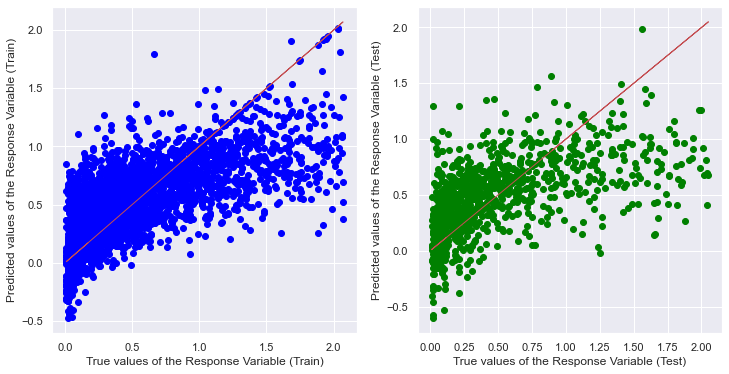 2.0
1.5
1.0
0.5
0.0
−0.5
Predicted values of the Response Variable (Train)
0.0 0.5 1.0 1.5 2.0
True values of the Response Variable (Train)
2.0
1.5
1.0
0.5
0.0
−0.5
Predicted values of the Response Variable (Test)
0.00 0.25 0.50 0.75 1.00 1.25 1.50 1.75 2.00
True values of the Response Variable (Test)